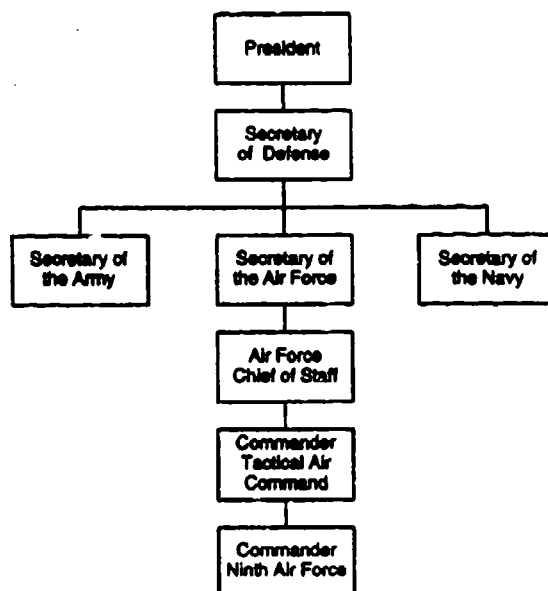 President
Secretary
of Defense
Secretary of
the Army
Secretary of
the Air Force
Secretary of
the Navy
Air Force
Chief of Staff
Commander
Tactical Air
Command
Commander
Ninth Air Force